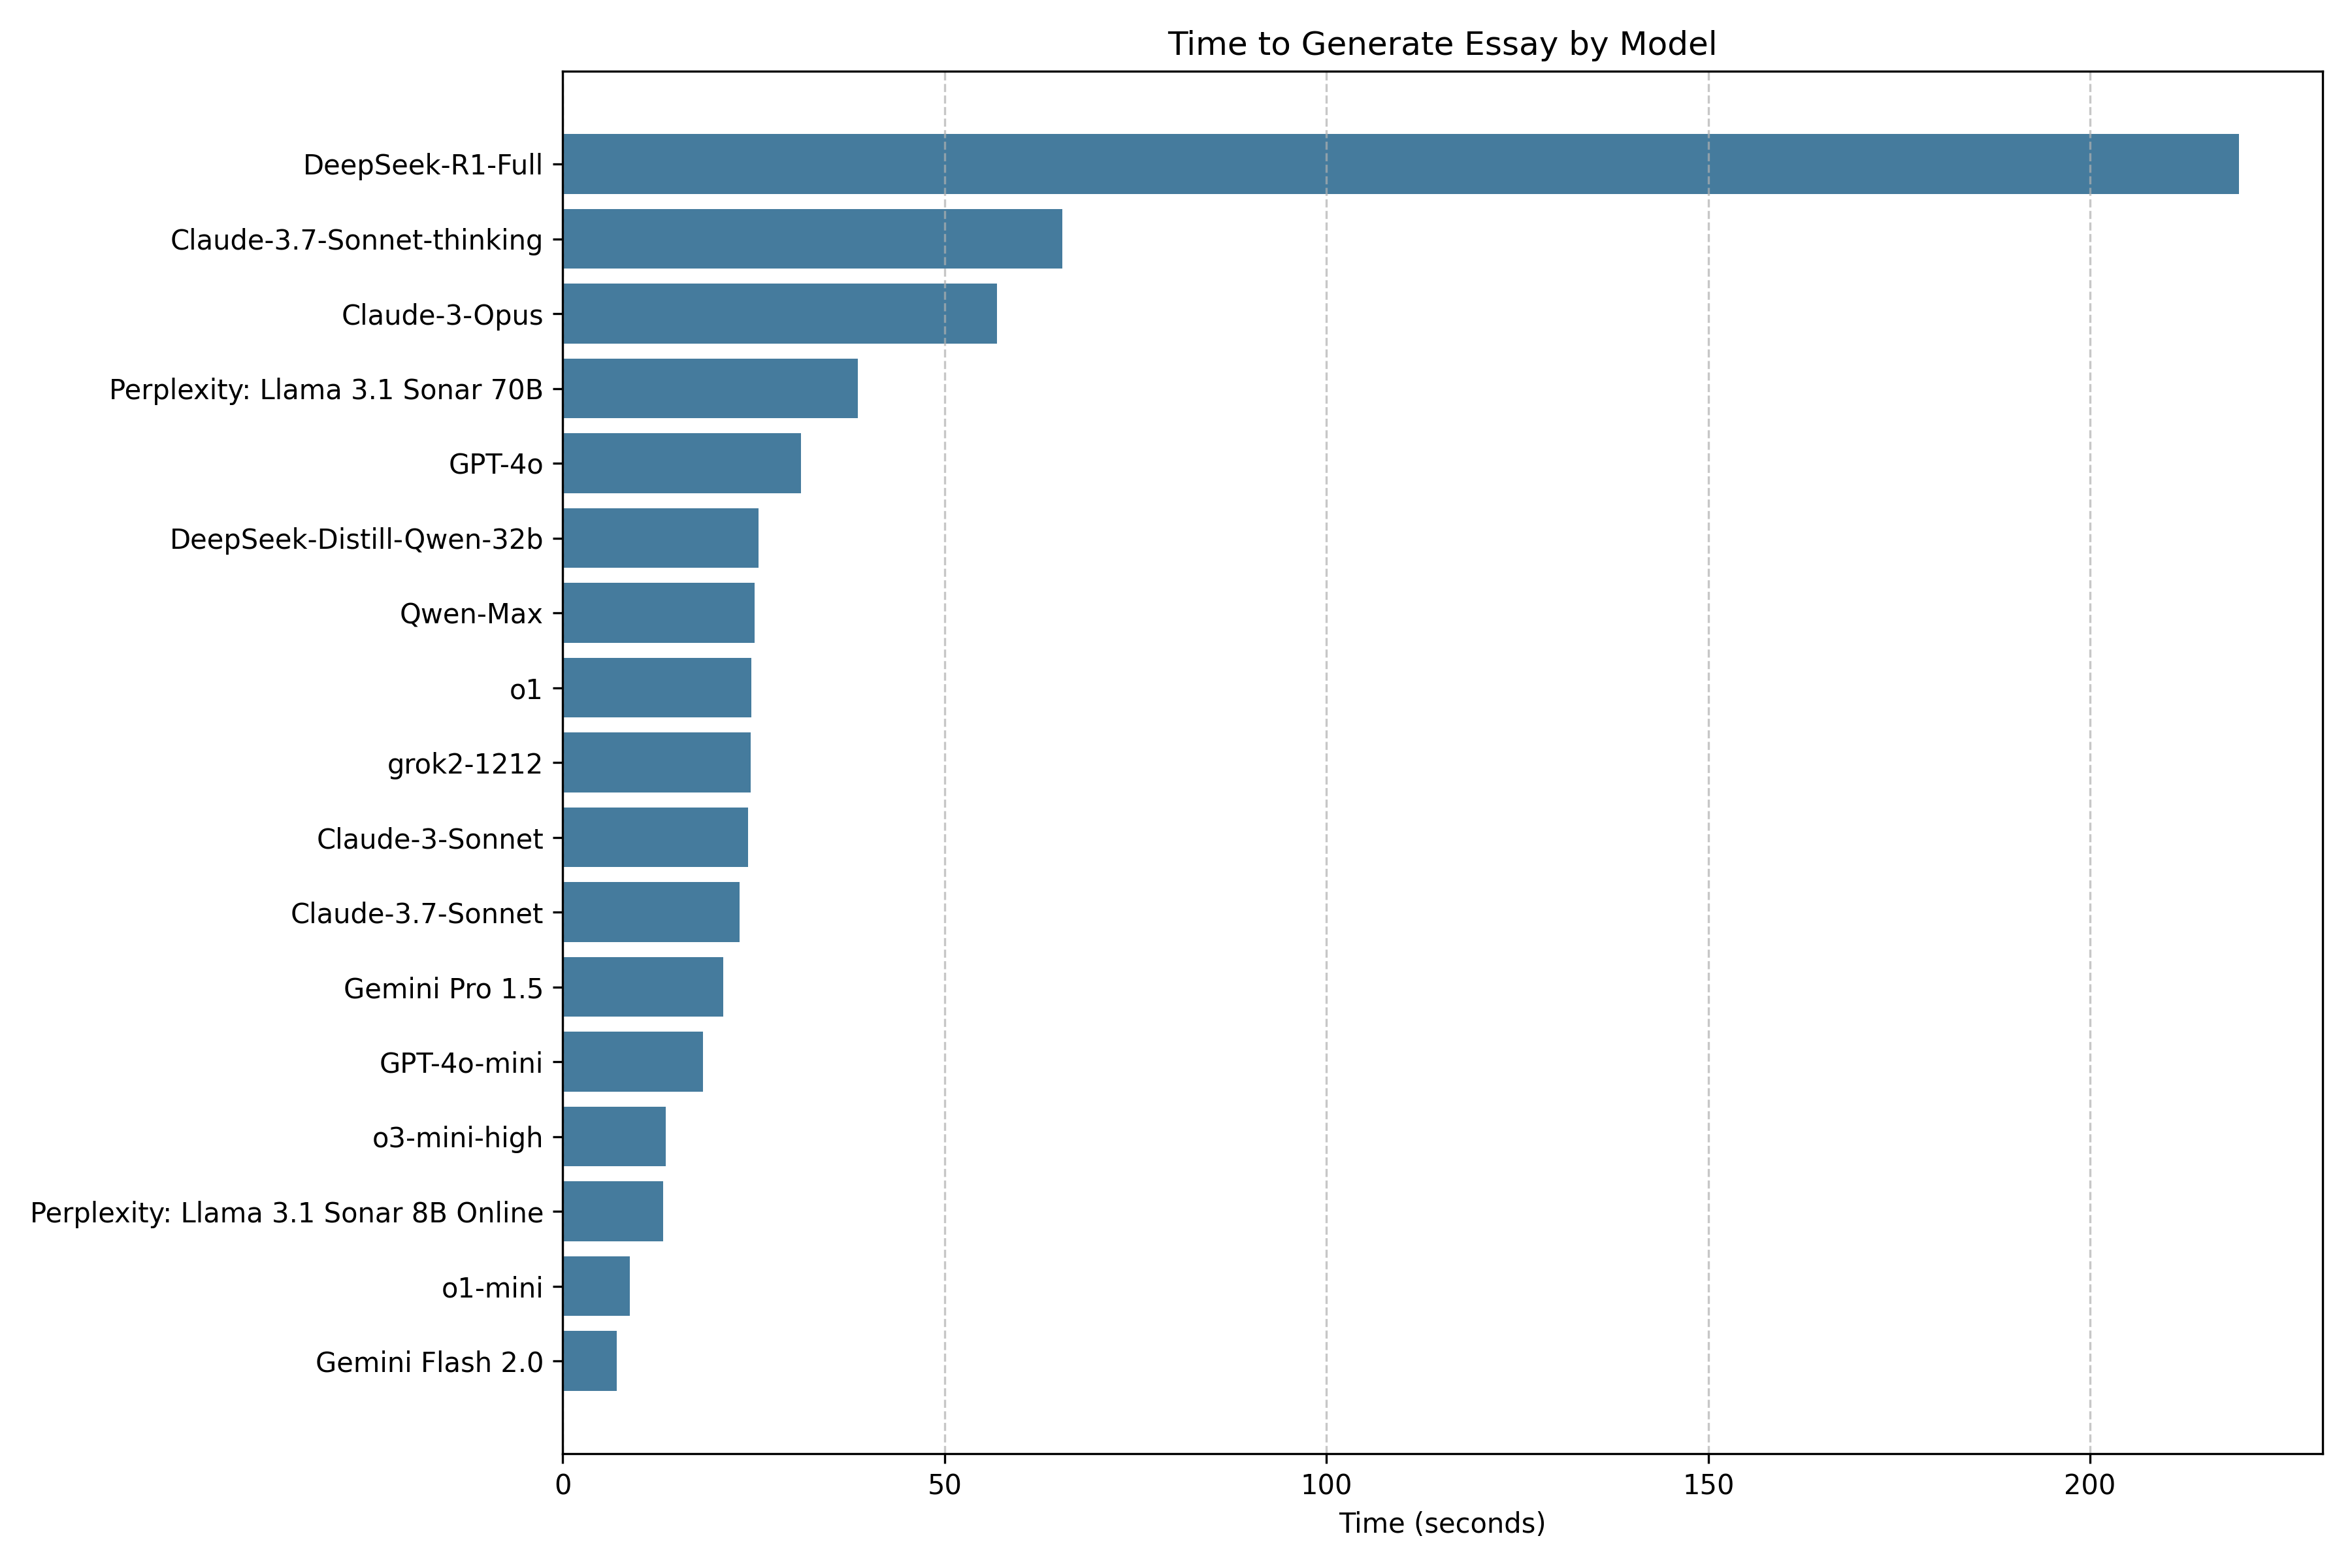 Time to Generate Essay by Model
DeepSeek-R1-Full
Claude-3.7-Sonnet-thinking
Claude-3-Opus
Perplexity: Llama 3.1 Sonar 70B
GPT-4o
DeepSeek-Distill-Qwen-32b
Qwen-Max
o1
grok2-1212
Claude-3-Sonnet
Claude-3.7-Sonnet
Gemini Pro 1.5
GPT-4o-mini
o3-mini-high
Perplexity: Llama 3.1 Sonar 8B Online
o1-mini
Gemini Flash 2.0
0 50 100 150 200
Time (seconds)